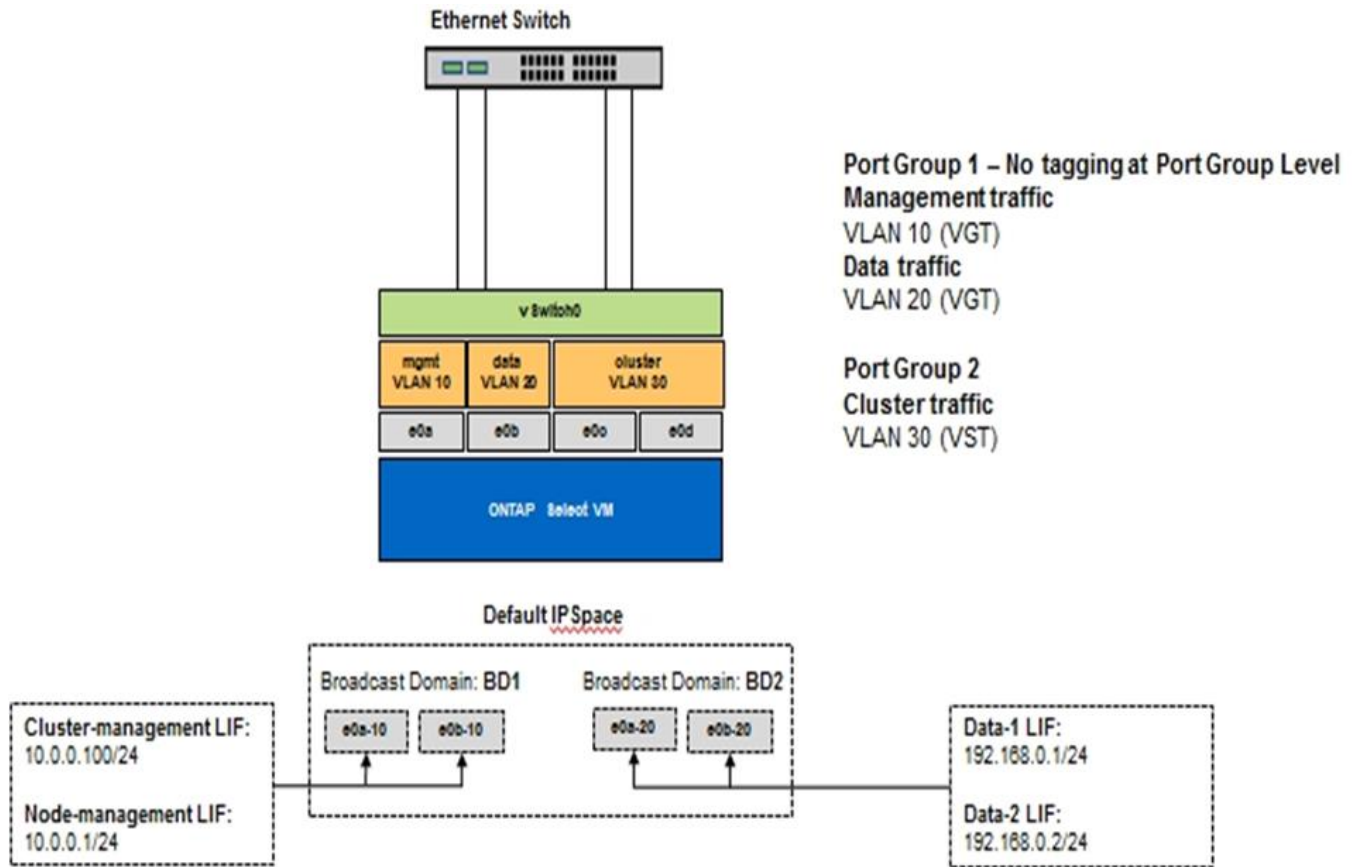 Ethernet Switch
Port Group 1 – No tagging at Port Group Level
Management traffic
VLAN 10 (VGT)
Data traffic
VLAN 20 (VGT)
Port Group 2
Cluster traffic
VLAN 30 (VST)
vSwitch0
mgmt
VLAN 10
data
VLAN 20
cluster
VLAN 30
e0a
e0b
e0c
e0d
ONTAP Select VM
Default IPSpace
Broadcast Domain: BD1
Broadcast Domain: BD2
e0a-10
e0b-10
e0a-20
e0b-20
Cluster-management LIF:
10.0.0.100/24
Node-management LIF:
10.0.0.1/24
Data-1 LIF:
192.168.0.1/24
Data-2 LIF:
192.168.0.2/24